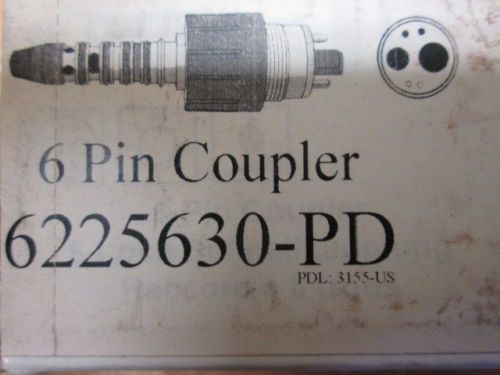 6 Pin Coupler
6225630-PD
PDL: 3155-US